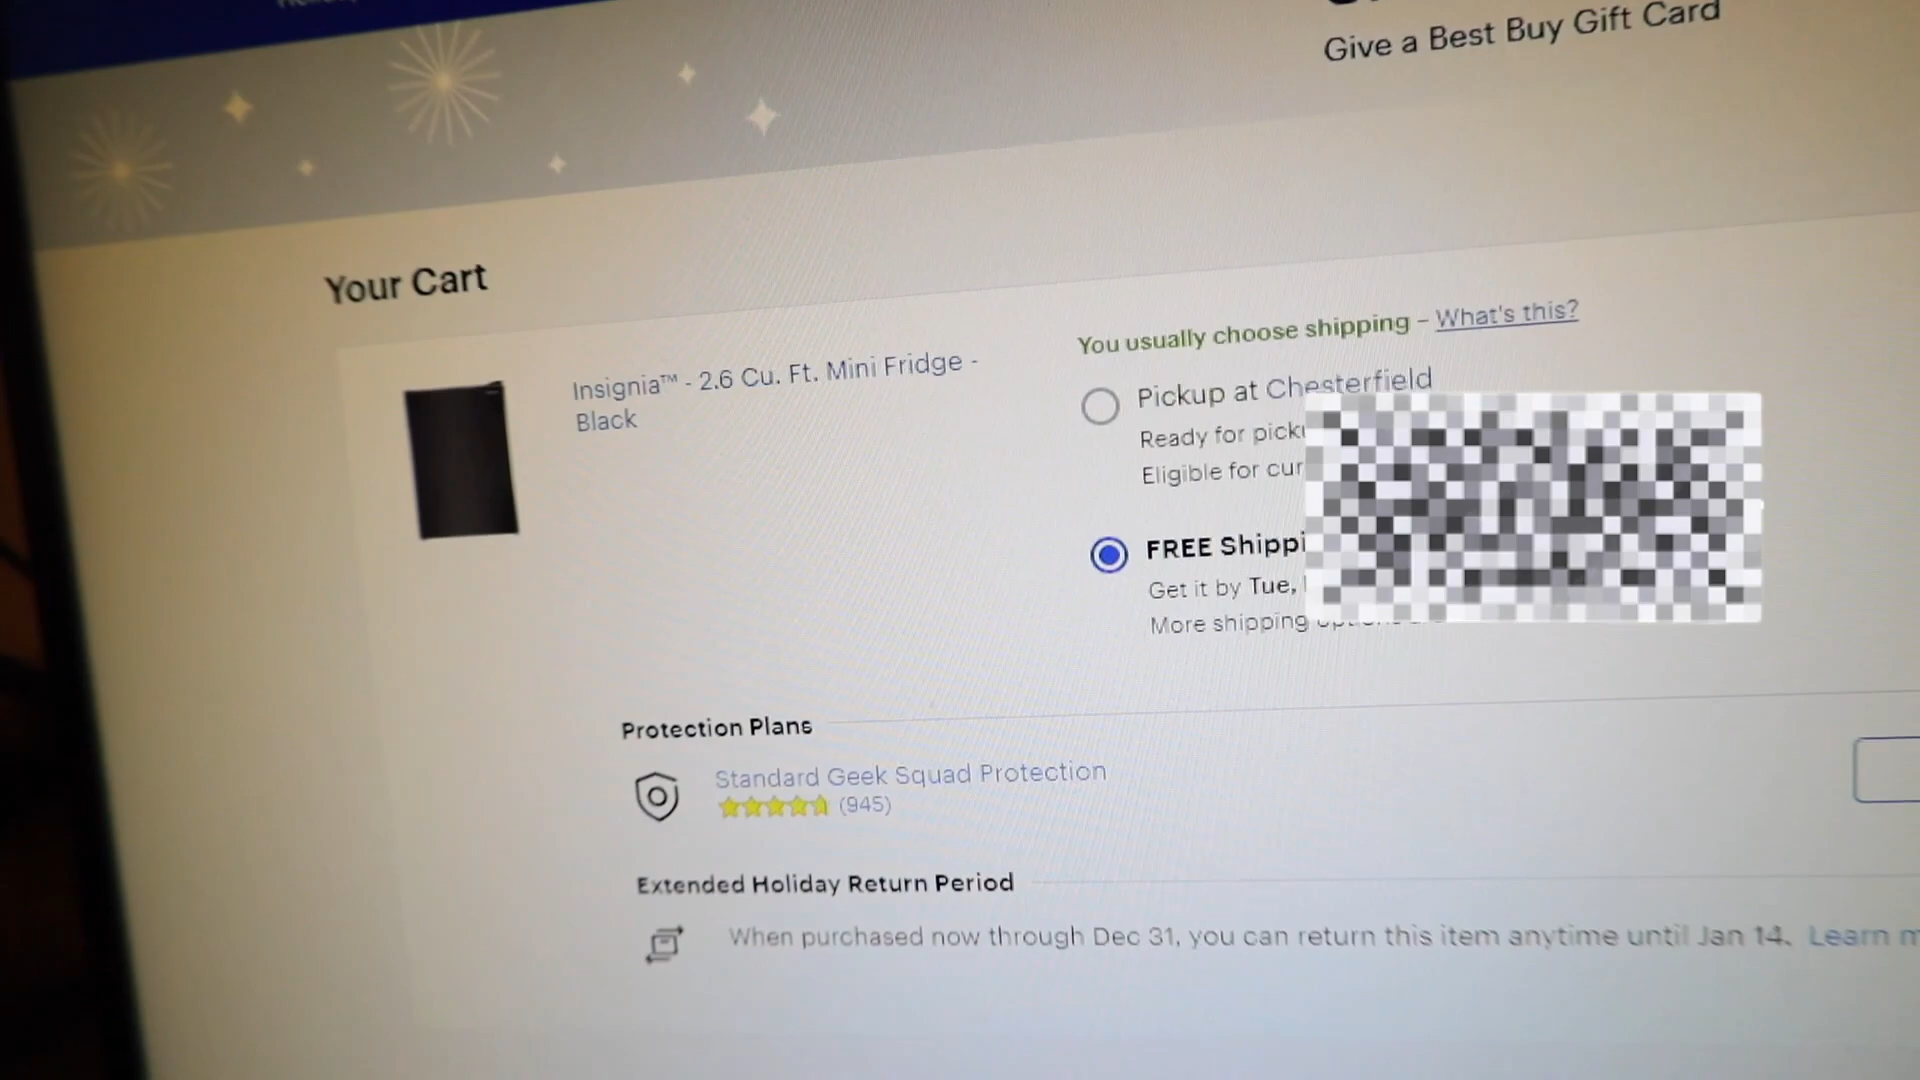 Give a Best Buy Gift Card
Your Cart
Insignia™ - 2.6 Cu. Ft. Mini Fridge -
Black
You usually choose shipping – What's this?
Pickup at Chesterfield
Ready for
Eligible for
FREE
Get it by Tue,
More shipping
Protection Plans
Standard Geek Squad Protection
(945)
Extended Holiday Return Period
When purchased now through Dec 31, you can return this item anytime until Jan 14. Learn